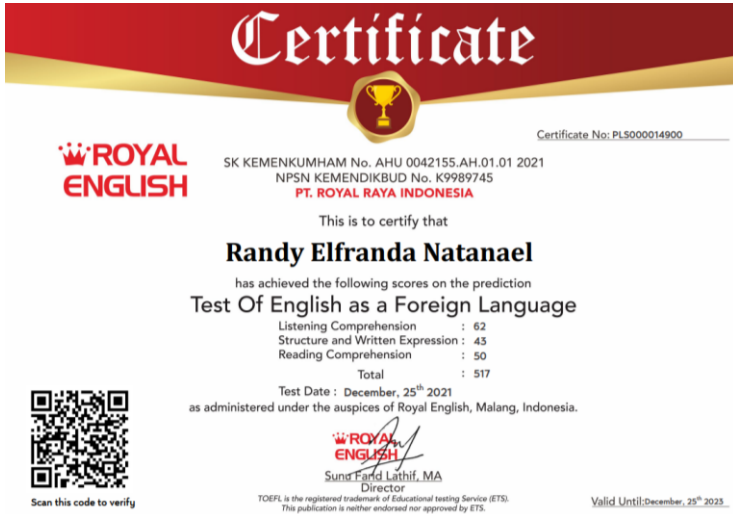 Certificate
Certificate No: PLS000014900
ROYAL
ENGLISH
SK KEMENKUMHAM No. AHU 0042155.AH.01.01 2021
NPSN KEMENDIKBUD No. K9989745
PT. ROYAL RAYA INDONESIA
This is to certify that
Randy Elfranda Natanael
has achieved the following scores on the prediction
Test Of English as a Foreign Language
Listening Comprehension : 62
Structure and Written Expression : 43
Reading Comprehension : 50
Total : 517
Test Date : December, 25th 2021
as administered under the auspices of Royal English, Malang, Indonesia.
ROYAL
ENGLISH
Suna Farid Lathif, MA
Director
TOEFL is the registered trademark of Educational testing Service (ETS).
This publication is neither endorsed nor approved by ETS.
Scan this code to verify
Valid Until:December, 25th 2023